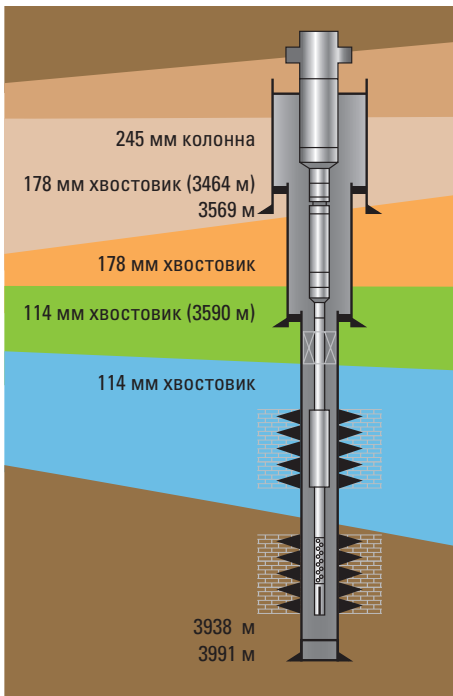 245 мм колонна
178 мм хвостовик (3464 м)
3569 м
178 мм хвостовик
114 мм хвостовик (3590 м)
114 мм хвостовик
3938 м
3991 м